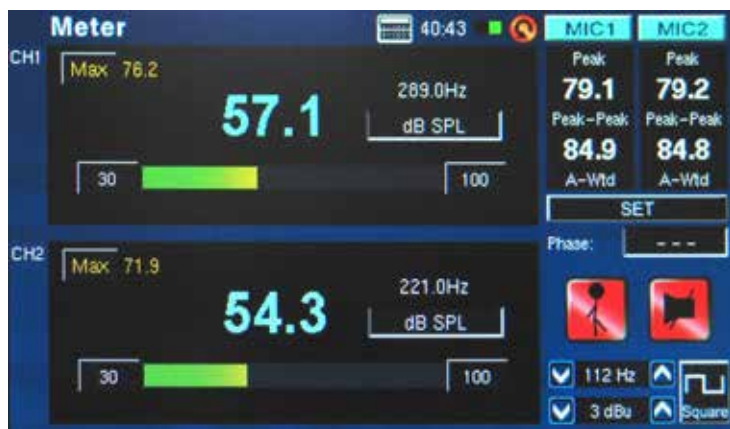 Meter
40:43
MIC1 MIC2
CH1
Max 76.2
57.1
289.0Hz
dB SPL
30
100
Peak Peak
79.1 79.2
Peak-Peak Peak-Peak
84.9 84.8
A-Wtd A-Wtd
SET
Phase: ---
CH2
Max 71.9
54.3
221.0Hz
dB SPL
30
100
112 Hz
3 dBu
Square